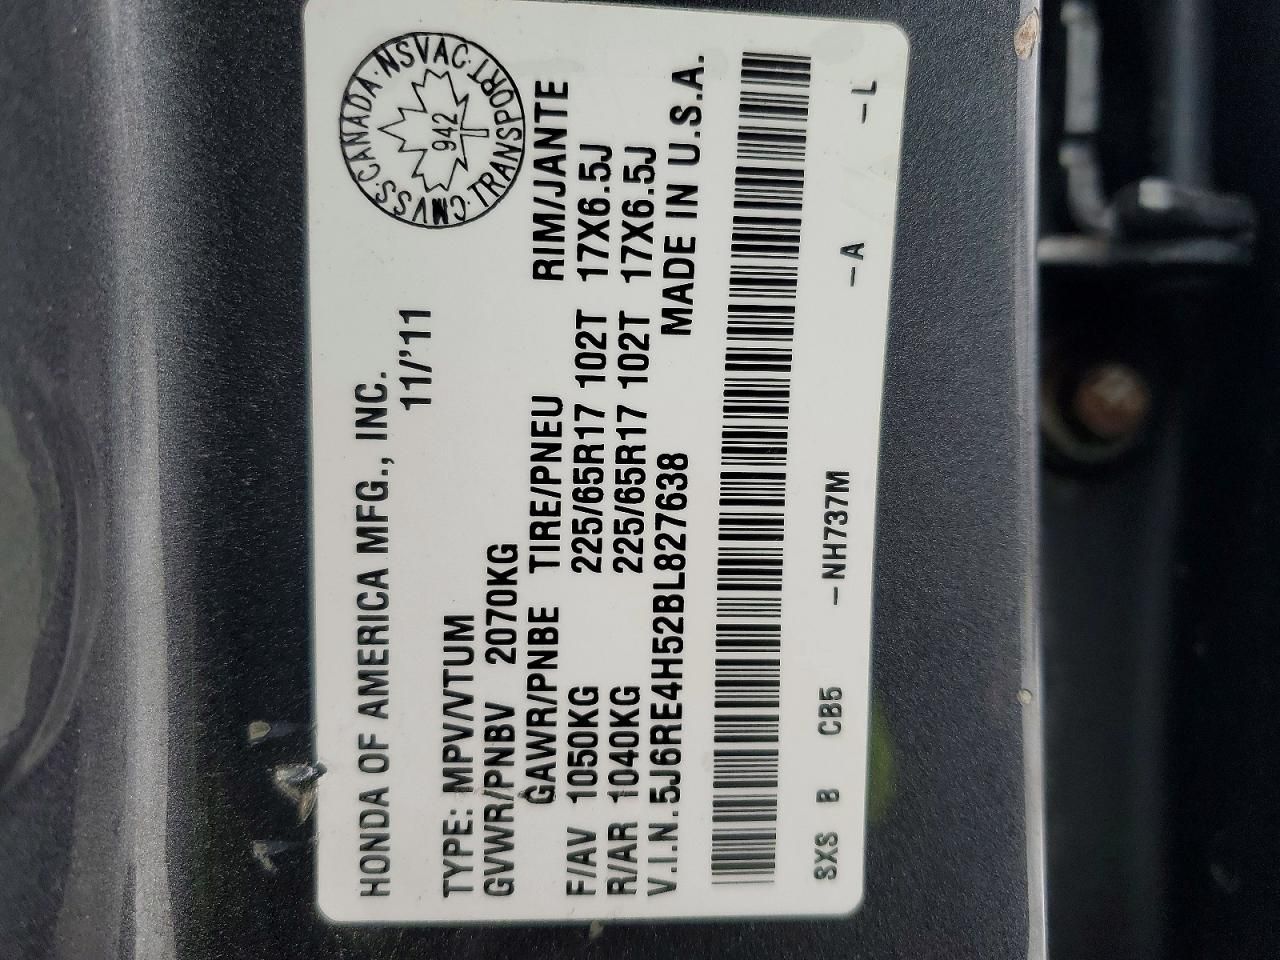 HONDA OF AMERICA MFG., INC.
11/'11
CMVSS·CANADA·NSVAC·TRANSPORT·
942
TYPE: MPV/VTUM
GVWR/PNBV 2070KG
GAWR/PNBE TIRE/PNEU RIM/JANTE
F/AV 1050KG 225/65R17 102T 17X6.5J
R/AR 1040KG 225/65R17 102T 17X6.5J
V.I.N.5J6RE4H52BL827638 MADE IN U.S.A.
SXS B CB5 –NH737M –A –L